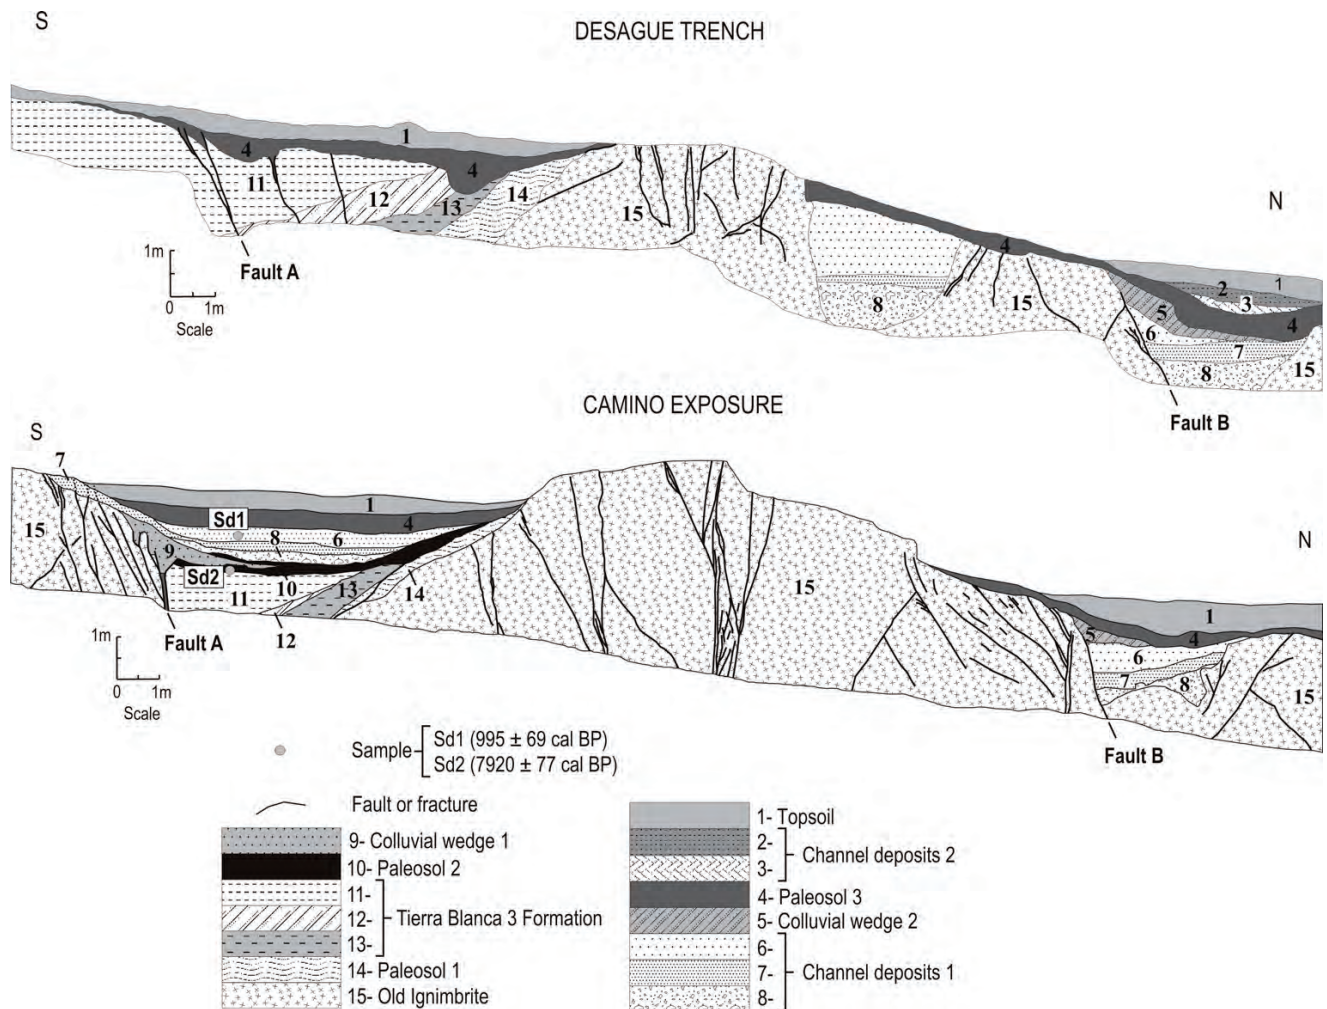 S
DESAGUE TRENCH
N
1
4
4
11
12
13
14
15
15
4
8
1m
0 1m
Scale
Fault A
1
2
3
4
5
6
7
8
15
Fault B
CAMINO EXPOSURE
S
N
7
1
4
Sd1
6
8
9
Sd2
10
11
12
13
14
15
15
15
Fault A
1m
0 1m
Scale
1
5
4
6
7
8
Fault B
Sample
Sd1 (995 ± 69 cal BP)
Sd2 (7920 ± 77 cal BP)
Fault or fracture
9- Colluvial wedge 1
10- Paleosol 2
11-
12- Tierra Blanca 3 Formation
13-
14- Paleosol 1
15- Old Ignimbrite
1- Topsoil
2-
Channel deposits 2
3-
4- Paleosol 3
5- Colluvial wedge 2
6-
7- Channel deposits 1
8-